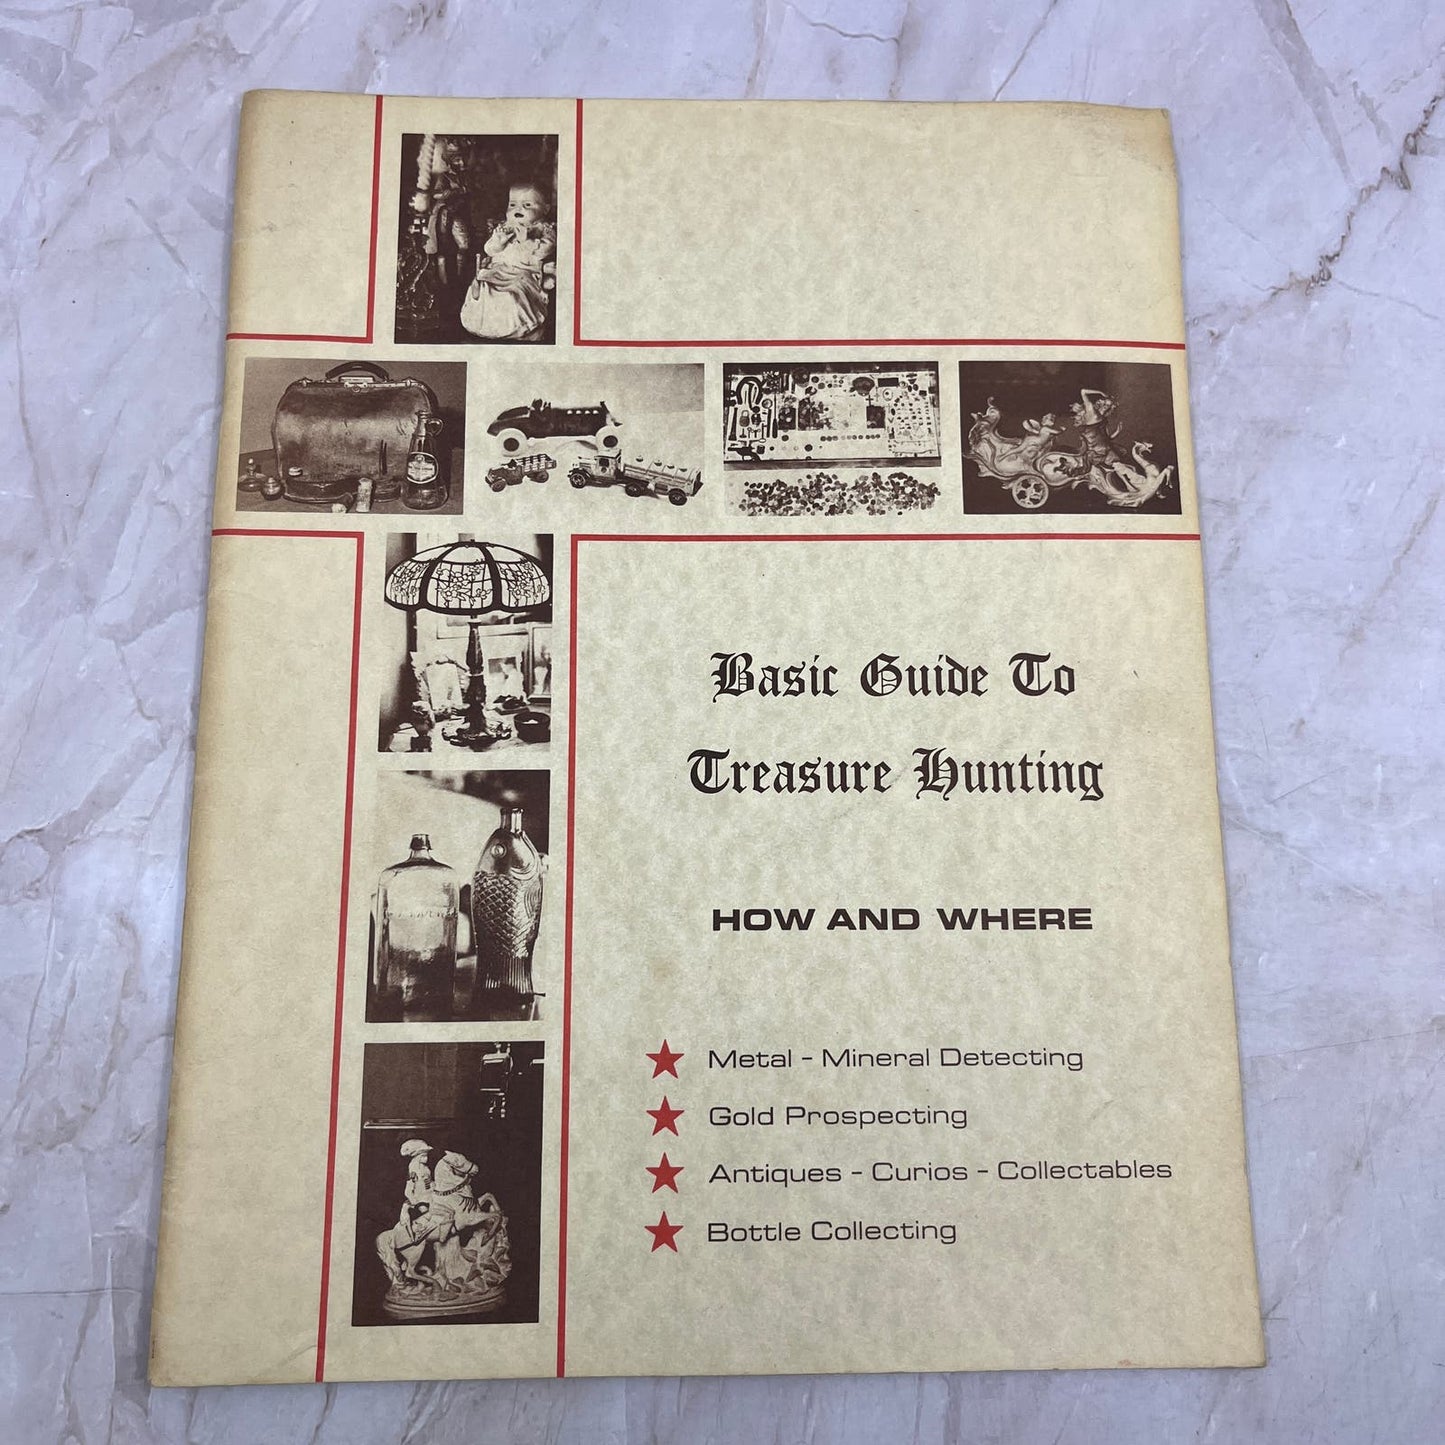 Basic Guide To
Treasure Hunting
HOW AND WHERE
★ Metal - Mineral Detecting
★ Gold Prospecting
★ Antiques - Curios - Collectables
★ Bottle Collecting